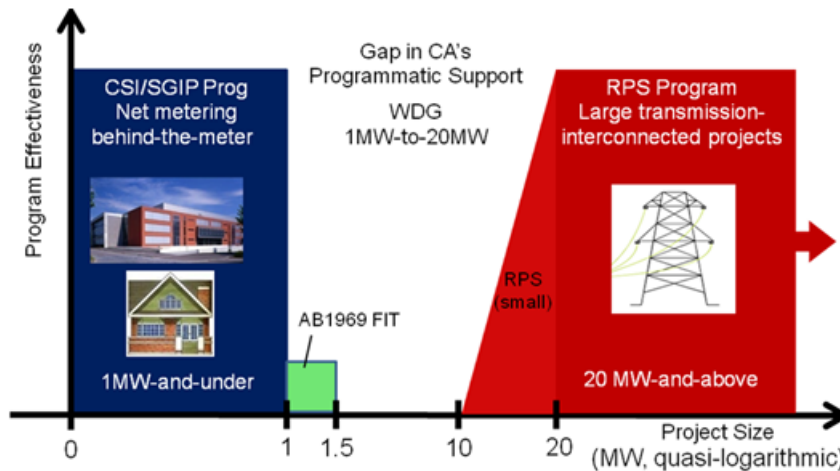 Program Effectiveness
CSI/SGIP Prog
Net metering
behind-the-meter
1MW-and-under
Gap in CA's
Programmatic Support
WDG
1MW-to-20MW
AB1969 FIT
RPS
(small)
RPS Program
Large transmission-
interconnected projects
20 MW-and-above
0
1
1.5
10
20
Project Size
(MW, quasi-logarithmic)